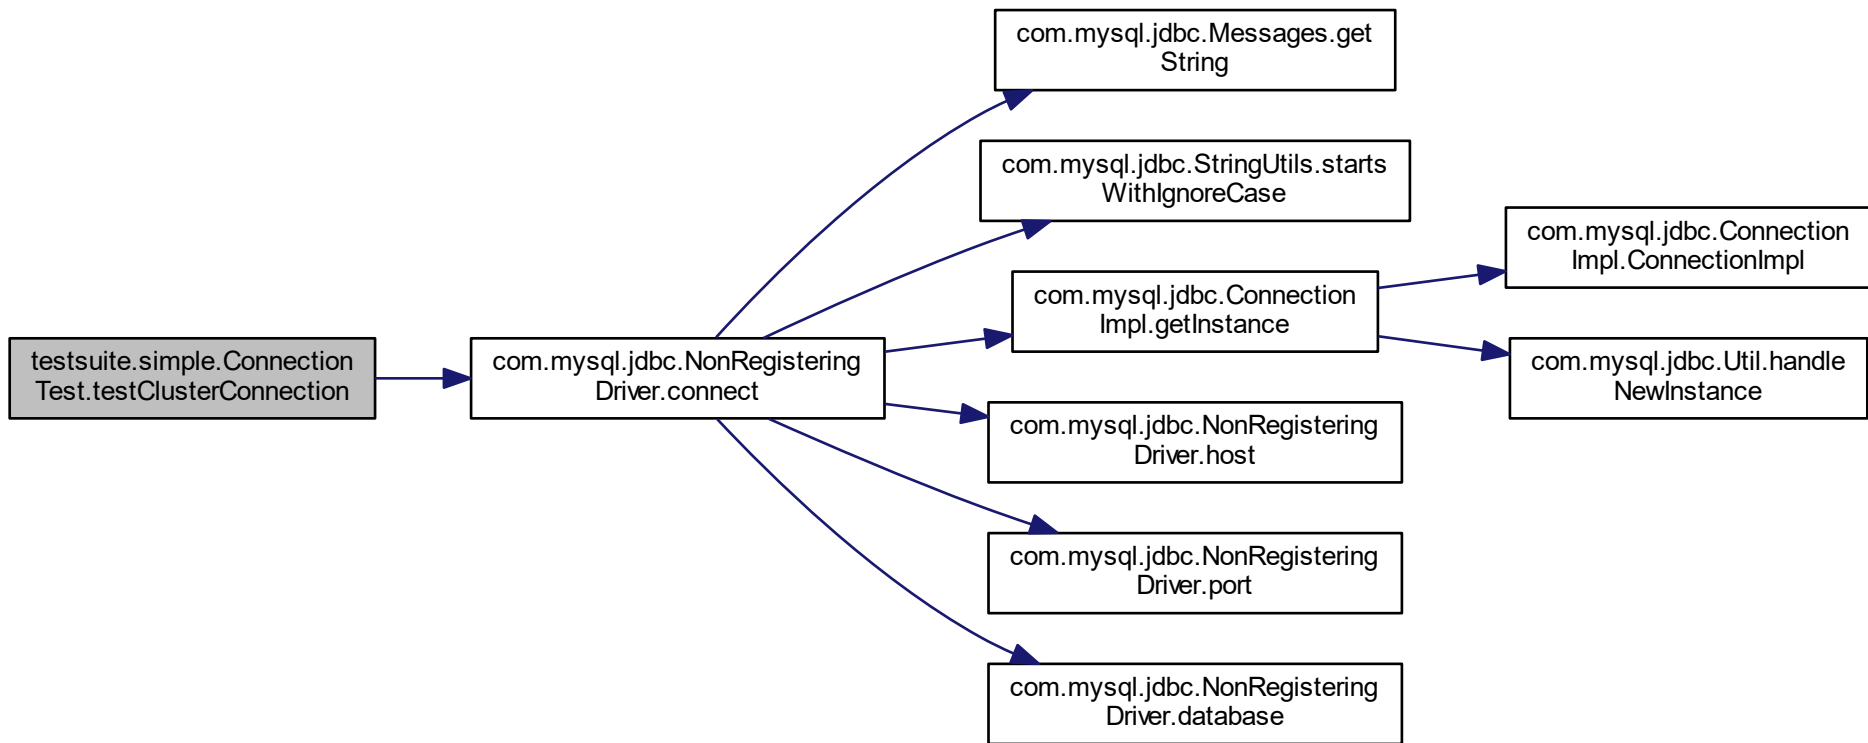 testsuite.simple.Connection
Test.testClusterConnection
com.mysql.jdbc.NonRegistering
Driver.connect
com.mysql.jdbc.Messages.get
String
com.mysql.jdbc.StringUtils.starts
WithIgnoreCase
com.mysql.jdbc.Connection
Impl.getInstance
com.mysql.jdbc.NonRegistering
Driver.host
com.mysql.jdbc.NonRegistering
Driver.port
com.mysql.jdbc.NonRegistering
Driver.database
com.mysql.jdbc.Connection
Impl.ConnectionImpl
com.mysql.jdbc.Util.handle
NewInstance